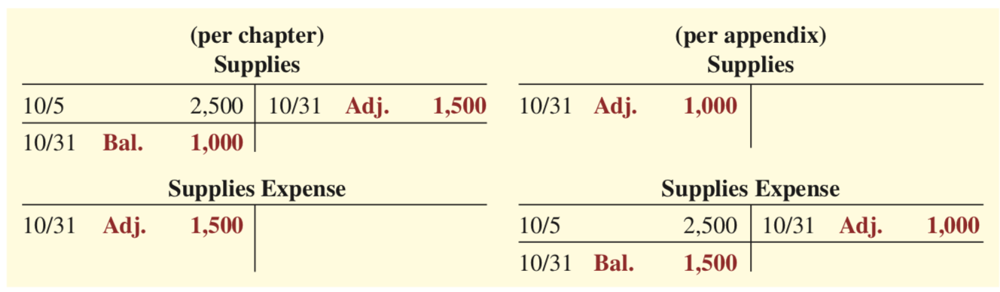 (per chapter)
Supplies
10/5 2,500 10/31 Adj. 1,500
10/31 Bal. 1,000
Supplies Expense
10/31 Adj. 1,500
(per appendix)
Supplies
10/31 Adj. 1,000
Supplies Expense
10/5 2,500 10/31 Adj. 1,000
10/31 Bal. 1,500